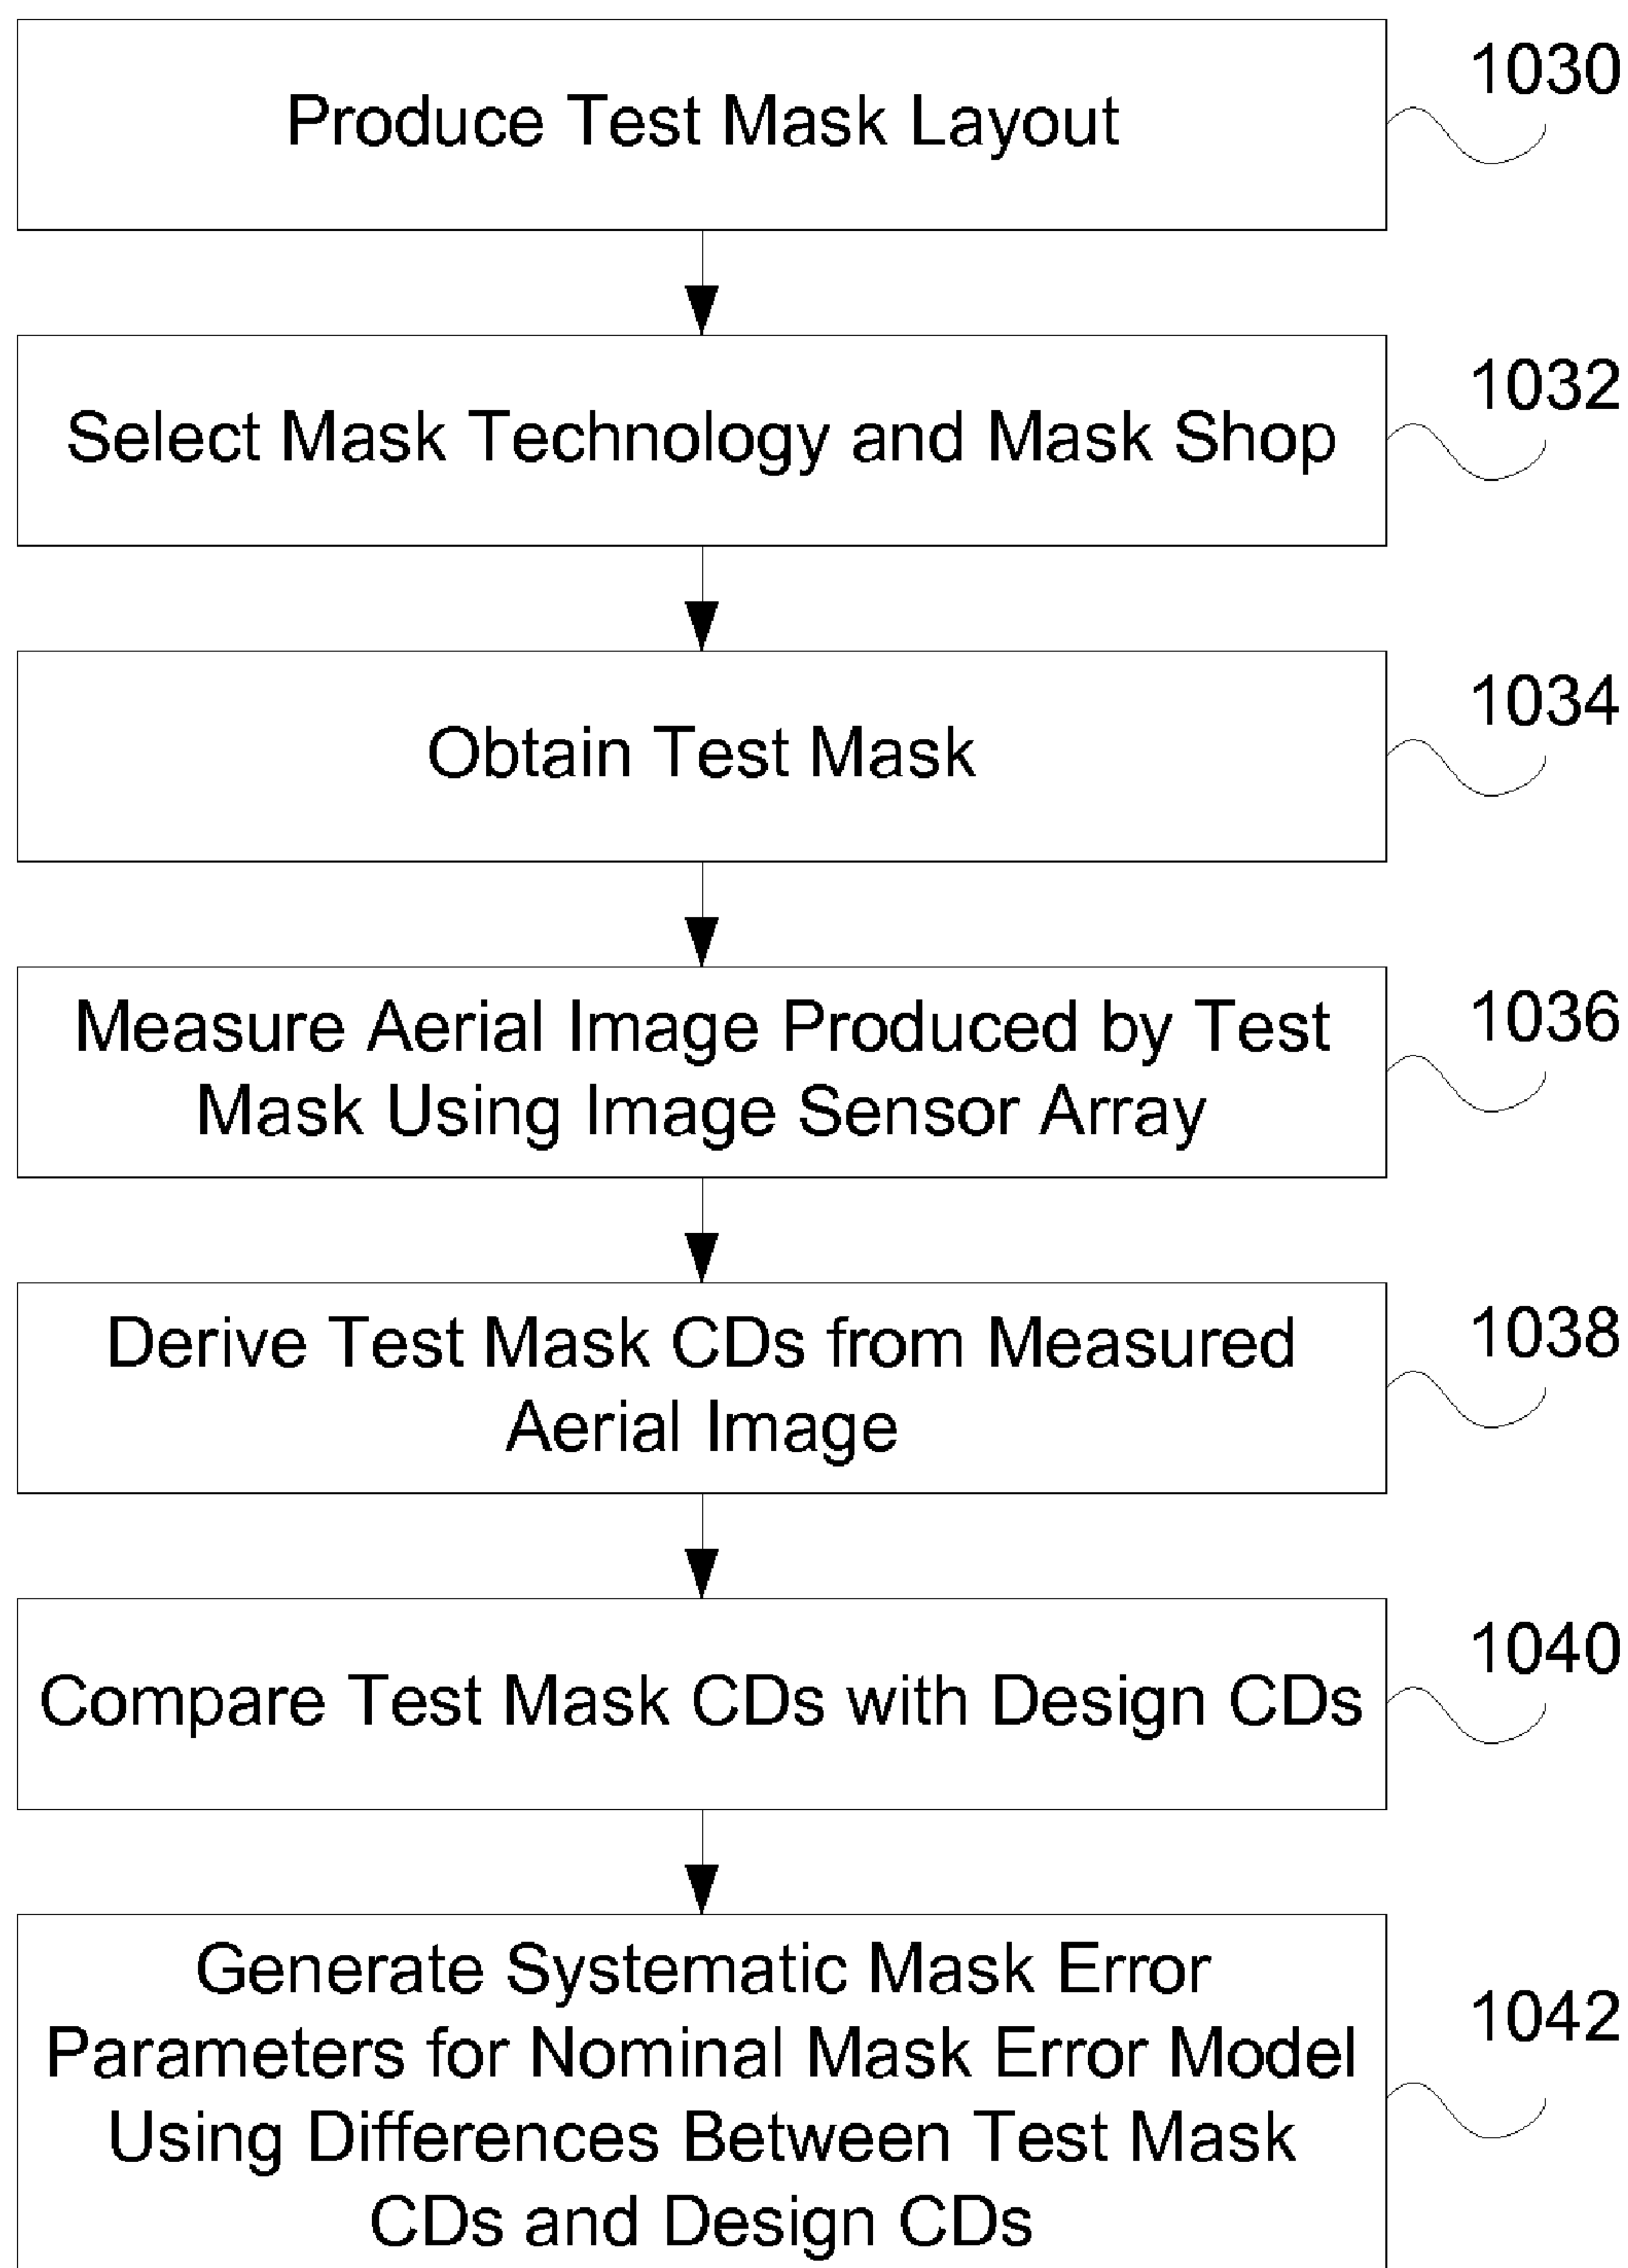 Produce Test Mask Layout
1030
Select Mask Technology and Mask Shop
1032
Obtain Test Mask
1034
Measure Aerial Image Produced by Test
Mask Using Image Sensor Array
1036
Derive Test Mask CDs from Measured
Aerial Image
1038
Compare Test Mask CDs with Design CDs
1040
Generate Systematic Mask Error
Parameters for Nominal Mask Error Model
Using Differences Between Test Mask
CDs and Design CDs
1042